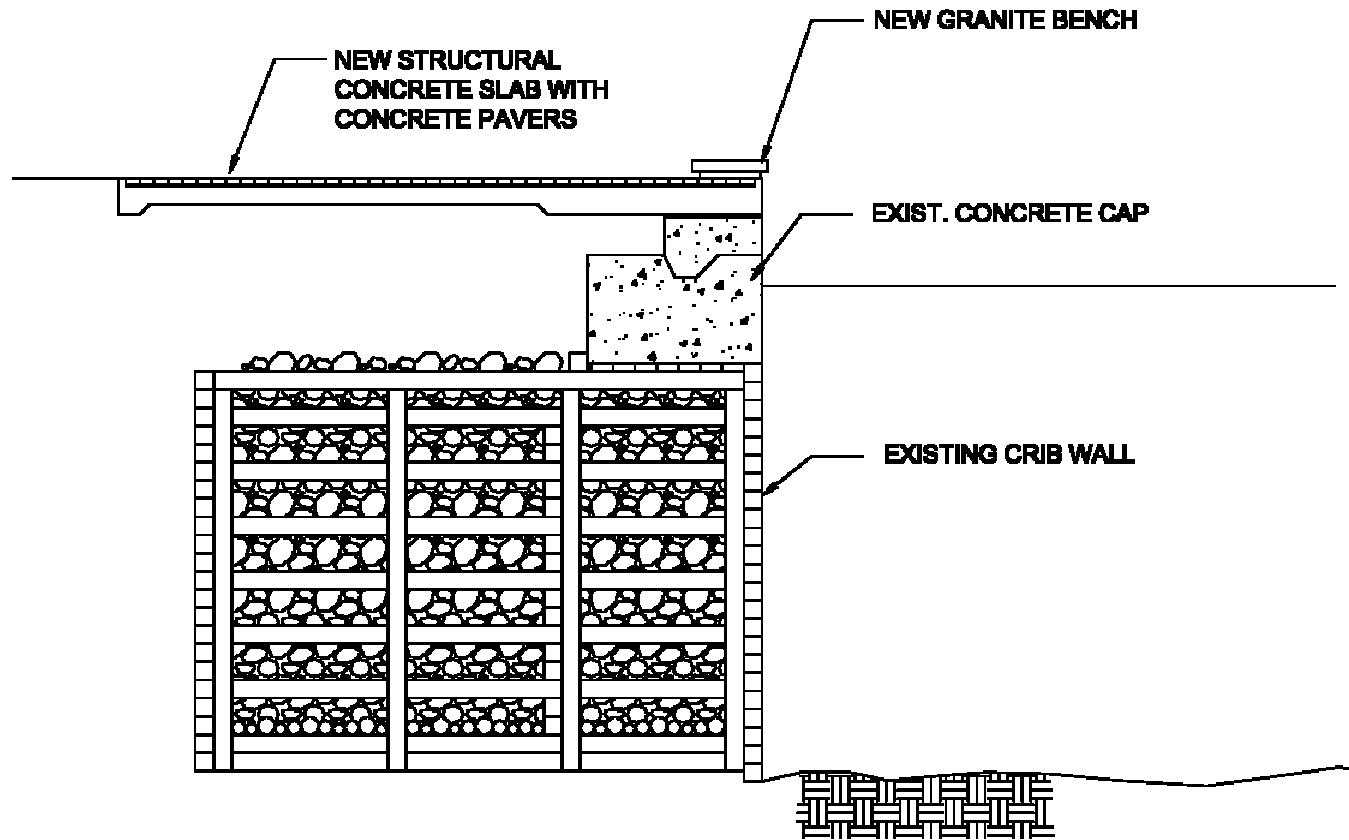 NEW GRANITE BENCH
NEW STRUCTURAL
CONCRETE SLAB WITH
CONCRETE PAVERS
EXIST. CONCRETE CAP
EXISTING CRIB WALL